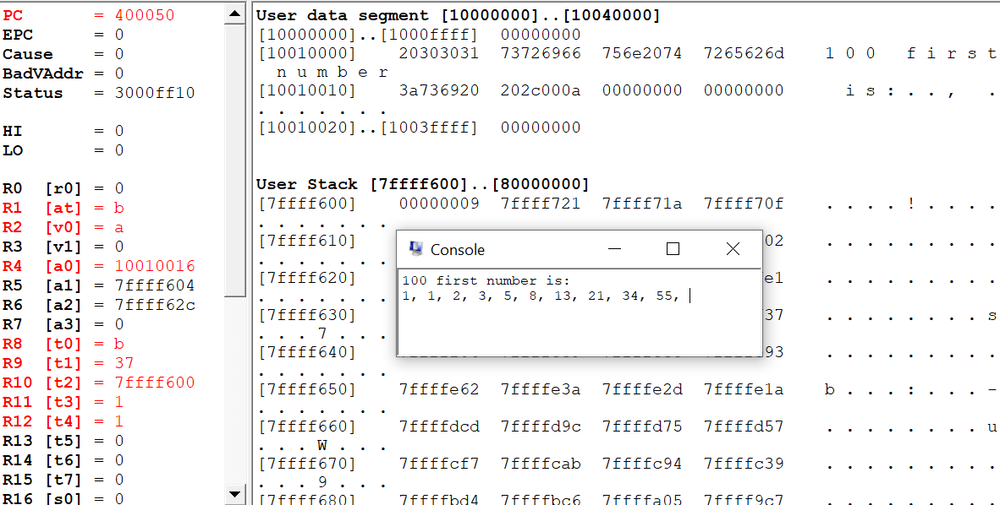 PC       = 400050
EPC      = 0
Cause    = 0
BadVAddr = 0
Status   = 3000ff10
HI       = 0
LO       = 0
R0  [r0] = 0
R1  [at] = b
R2  [v0] = a
R3  [v1] = 0
R4  [a0] = 10010016
R5  [a1] = 7ffff604
R6  [a2] = 7ffff62c
R7  [a3] = 0
R8  [t0] = b
R9  [t1] = 37
R10 [t2] = 7ffff600
R11 [t3] = 1
R12 [t4] = 1
R13 [t5] = 0
R14 [t6] = 0
R15 [t7] = 0
R16 [s0] = 0
User data segment [10000000]..[10040000]
[10000000]..[1000ffff]  00000000
[10010000]    20303031  73726966  756e2074  7265626d    1 0 0   f i r s t
n u m b e r
[10010010]    3a736920  202c000a  00000000  00000000      i s : . . ,   .
. . . . . . .
[10010020]..[1003ffff]  00000000
User Stack [7ffff600]..[80000000]
[7ffff600]    00000009  7ffff721  7ffff71a  7ffff70f    . . . . ! . . . .
. . . . . . .
[7ffff610] 02 . . . . . . . . .
. . . . . . .
[7ffff620] e1 . . . . . . . . .
. . . . . . .
[7ffff630] 37 . . . . . . . . s
. . . 7 . . .
[7ffff640] 93 . . . . . . . . .
. . . . . . .
[7ffff650]    7ffffe62  7ffffe3a  7ffffe2d  7ffffe1a    b . . . : . . . -
. . . . . . .
[7ffff660]    7ffffdcd  7ffffd9c  7ffffd75  7ffffd57    . . . . . . . . u
. . . W . . .
[7ffff670]    7ffffcf7  7ffffcab  7ffffc94  7ffffc39    . . . . . . . . .
. . . 9 . . .
[7ffff680]    7ffffbd4  7ffffbc6  7ffffa05  7ffff9c7    . . . . . . . . .
Console
100 first number is:
1, 1, 2, 3, 5, 8, 13, 21, 34, 55,